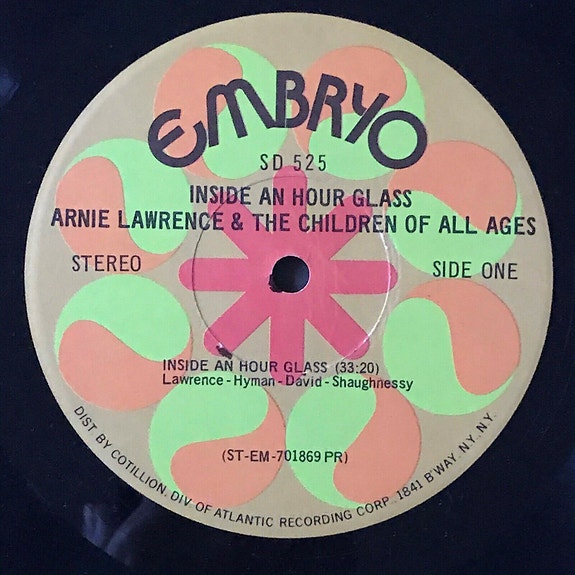 EMBRYO
SD 525
INSIDE AN HOUR GLASS
ARNIE LAWRENCE & THE CHILDREN OF ALL AGES
STEREO
SIDE ONE
INSIDE AN HOUR GLASS (33:20)
Lawrence-Hyman-David-Shaughnessy
(ST-EM-701869 PR)
DIST. BY COTILLION, DIV. OF ATLANTIC RECORDING CORP., 1841 B'WAY, N.Y., N.Y.